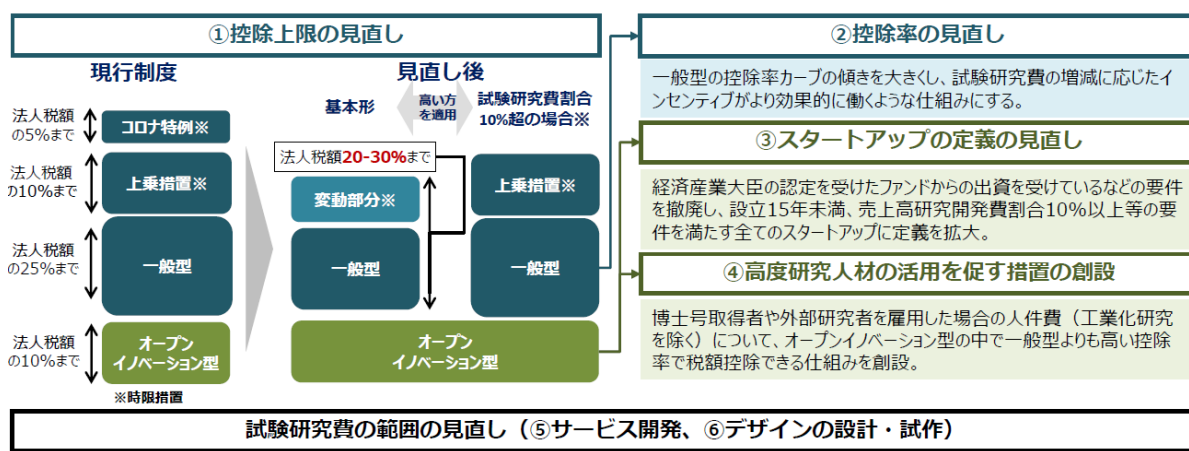 ①控除上限の見直し
現行制度
見直し後
基本形
高い方
を適用
試験研究費割合
10%超の場合※
法人税額
の5%まで
コロナ特例※
法人税額
の10%まで
上乗措置※
法人税額
の25%まで
一般型
法人税額
の10%まで
オープン
イノベーション型
※時限措置
法人税額20-30%まで
変動部分※
一般型
上乗措置※
一般型
オープン
イノベーション型
②控除率の見直し
一般型の控除率カーブの傾きを大きくし、試験研究費の増減に応じたイ
ンセンティブがより効果的に働くような仕組みにする。
③スタートアップの定義の見直し
経済産業大臣の認定を受けたファンドからの出資を受けているなどの要件
を撤廃し、設立15年未満、売上高研究開発費割合10%以上等の要
件を満たす全てのスタートアップに定義を拡大。
④高度研究人材の活用を促す措置の創設
博士号取得者や外部研究者を雇用した場合の人件費（工業化研究
を除く）について、オープンイノベーション型の中で一般型よりも高い控除
率で税額控除できる仕組みを創設。
試験研究費の範囲の見直し（⑤サービス開発、⑥デザインの設計・試作）